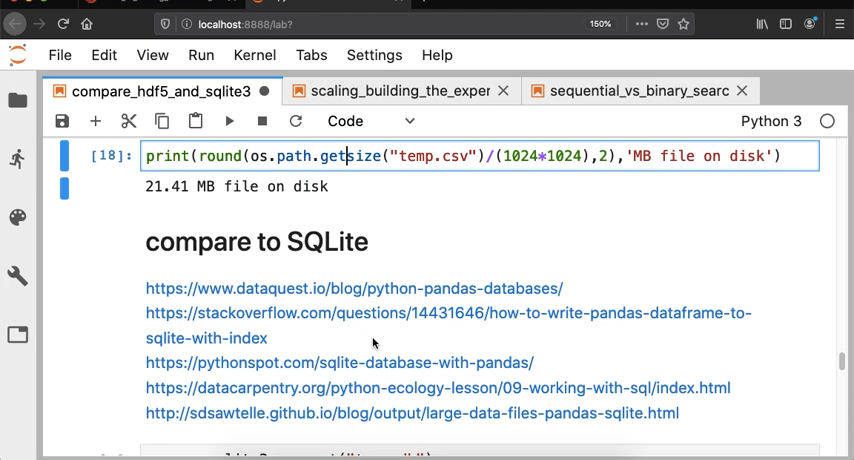 localhost:8888/lab?
150%
File Edit View Run Kernel Tabs Settings Help
compare_hdf5_and_sqlite3
scaling_building_the_exper
sequential_vs_binary_searc
Code
Python 3
[18]: print(round(os.path.getsize("temp.csv")/(1024*1024),2),'MB file on disk')
21.41 MB file on disk
compare to SQLite
https://www.dataquest.io/blog/python-pandas-databases/
https://stackoverflow.com/questions/14431646/how-to-write-pandas-dataframe-to-
sqlite-with-index
https://pythonspot.com/sqlite-database-with-pandas/
https://datacarpentry.org/python-ecology-lesson/09-working-with-sql/index.html
http://sdsawtelle.github.io/blog/output/large-data-files-pandas-sqlite.html